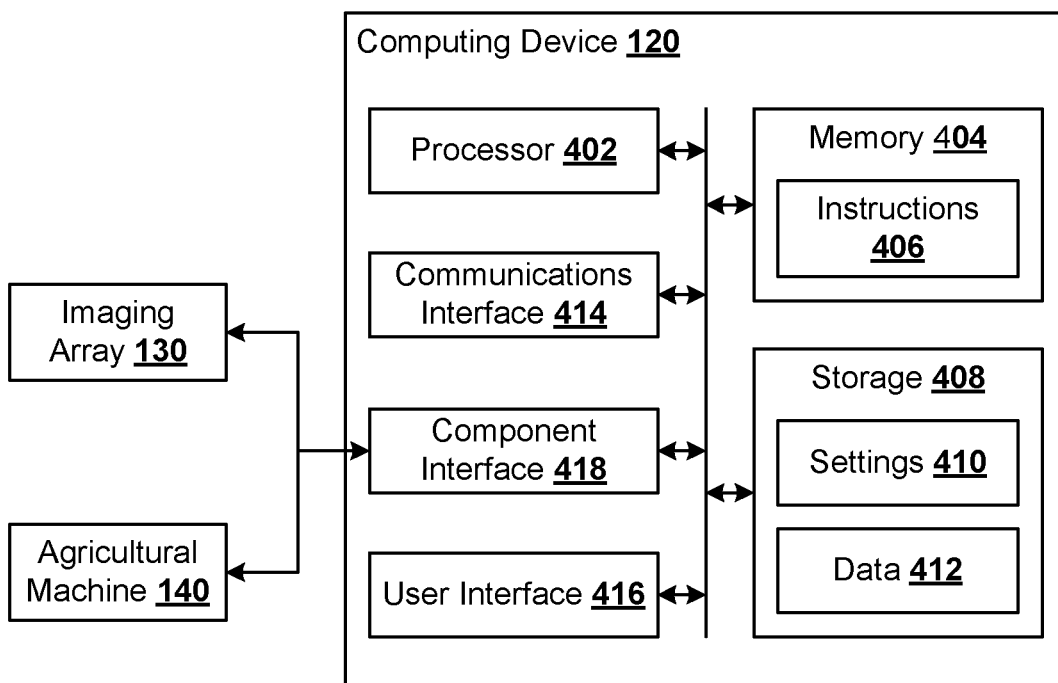 Computing Device 120
Processor 402
Memory 404
Instructions
406
Communications
Interface 414
Imaging
Array 130
Storage 408
Component
Interface 418
Settings 410
Agricultural
Machine 140
Data 412
User Interface 416